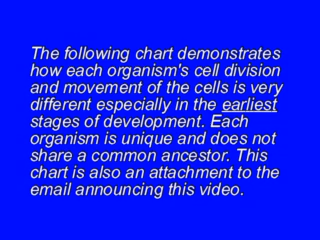 The following chart demonstrates
how each organism's cell division
and movement of the cells is very
different especially in the earliest
stages of development. Each
organism is unique and does not
share a common ancestor. This
chart is also an attachment to the
email announcing this video.